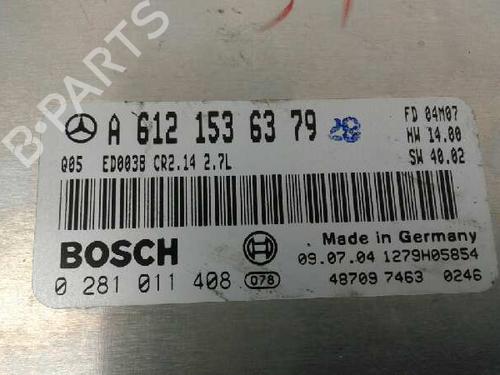 B-PARTS
A 612 153 63 79
FD 04M07
HW 14.00
Q05 ED003B CR2.14 2.7L
SW 40.02
BOSCH
Made in Germany
09.07.04 1279H05854
0 281 011 408 078
48709 7463 0246